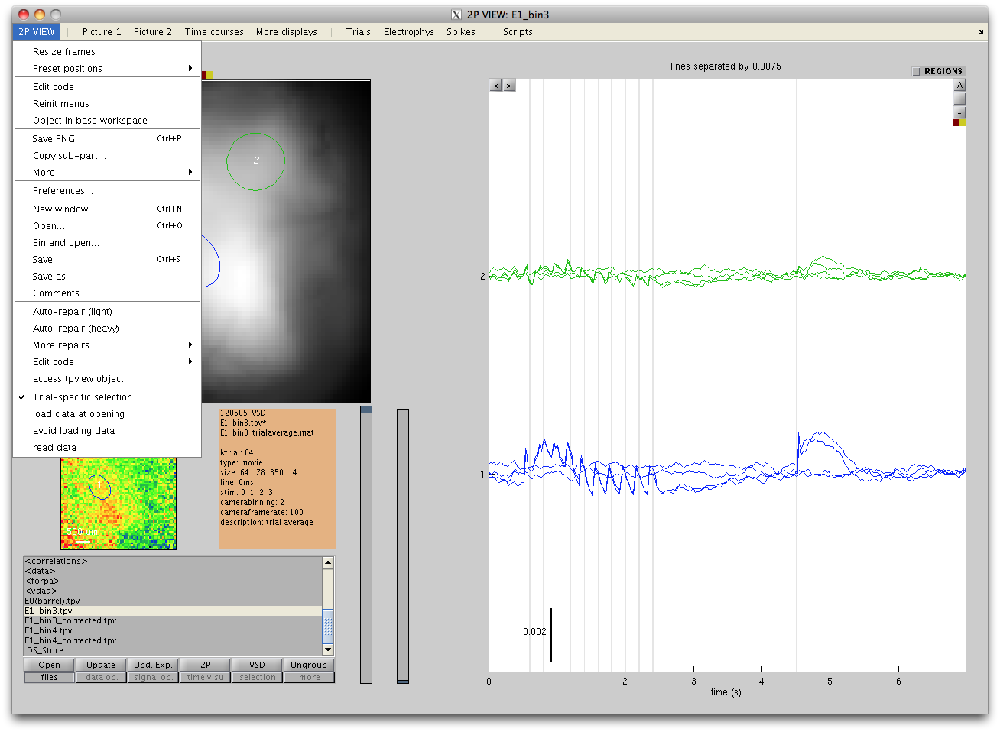 2P VIEW: E1_bin3
2P VIEW | Picture 1 Picture 2 Time courses More displays | Trials Electrophys Spikes | Scripts
Resize frames
Preset positions
Edit code
Reinit menus
Object in base workspace
Save PNG Ctrl+P
Copy sub-part...
More
Preferences...
New window Ctrl+N
Open... Ctrl+O
Bin and open...
Save Ctrl+S
Save as...
Comments
Auto-repair (light)
Auto-repair (heavy)
More repairs...
Edit code
access tpview object
Trial-specific selection
load data at opening
avoid loading data
read data
2
120605_VSD
E1_bin3.tpv*
E1_bin3_trialaverage.mat
ktrial: 64
type: movie
size: 64 78 350 4
line: 0ms
stim: 0 1 2 3
camerabinning: 2
cameraframerate: 100
description: trial average
1
<correlations>
<data>
<forpa>
<vdaq>
E0(barrel).tpv
E1_bin3.tpv
E1_bin3_corrected.tpv
E1_bin4.tpv
E1_bin4_corrected.tpv
.DS_Store
Open Update Upd. Exp. 2P VSD Ungroup
files data op. signal op. time visu selection more
lines separated by 0.0075
REGIONS
< >
A
+
-
2
1
0.002
0 1 2 3 4 5 6
time (s)